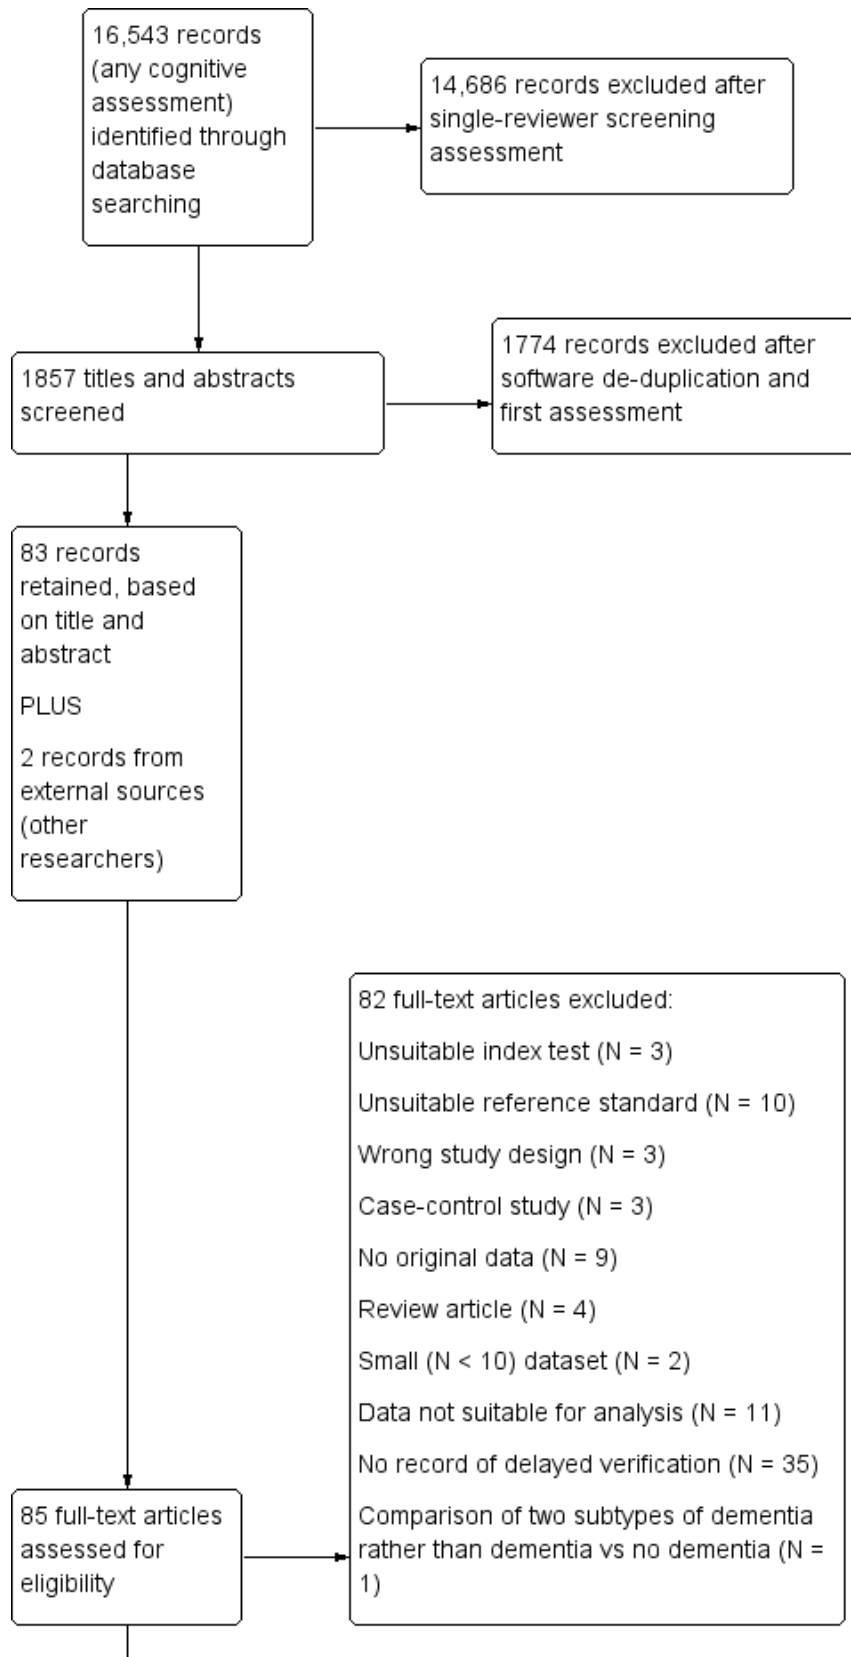 16,543 records
(any cognitive
assessment)
identified through
database
searching
14,686 records excluded after
single-reviewer screening
assessment
1857 titles and abstracts
screened
1774 records excluded after
software de-duplication and
first assessment
83 records
retained, based
on title and
abstract
PLUS
2 records from
external sources
(other
researchers)
82 full-text articles excluded:
Unsuitable index test (N = 3)
Unsuitable reference standard (N = 10)
Wrong study design (N = 3)
Case-control study (N = 3)
No original data (N = 9)
Review article (N = 4)
Small (N < 10) dataset (N = 2)
Data not suitable for analysis (N = 11)
No record of delayed verification (N = 35)
Comparison of two subtypes of dementia
rather than dementia vs no dementia (N =
1)
85 full-text articles
assessed for
eligibility